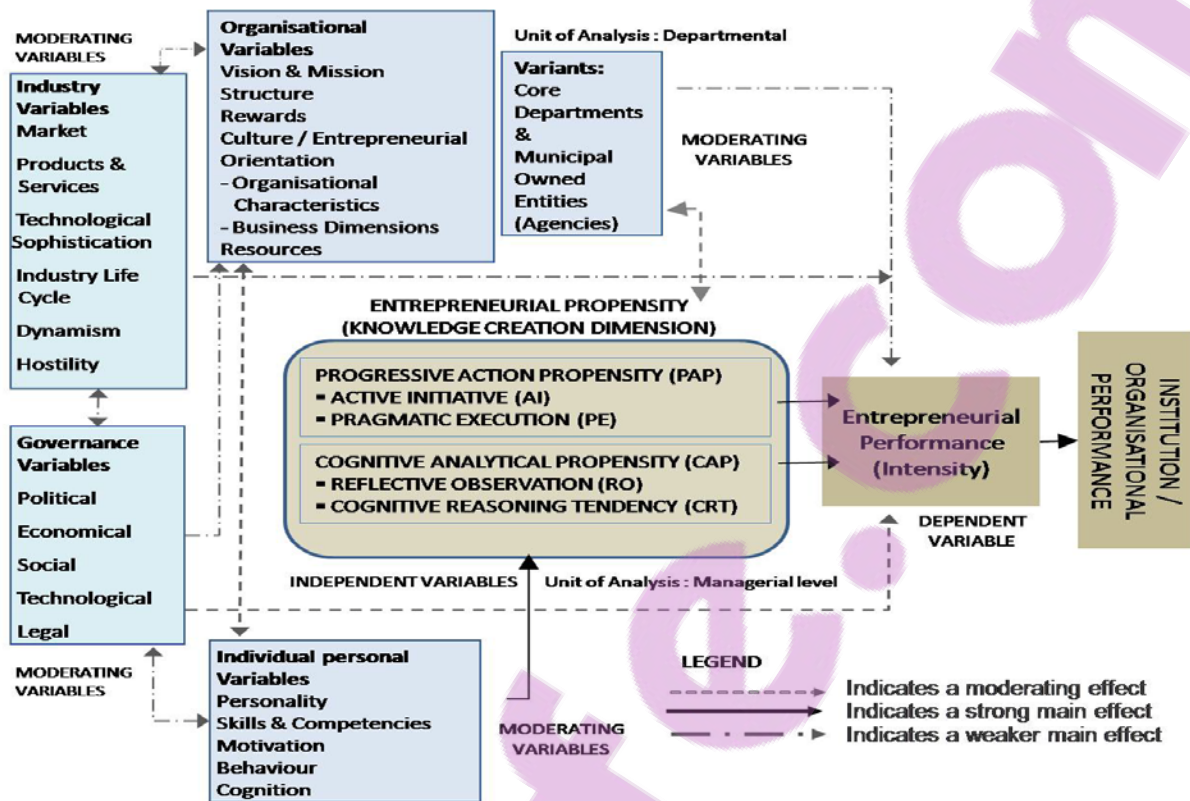 MODERATING
VARIABLES
Industry
Variables
Market
Products &
Services
Technological
Sophistication
Industry Life
Cycle
Dynamism
Hostility
Organisational
Variables
Vision & Mission
Structure
Rewards
Culture / Entrepreneurial
Orientation
- Organisational
Characteristics
- Business Dimensions
Resources
Unit of Analysis : Departmental
Variants:
Core
Departments
&
Municipal
Owned
Entities
(Agencies)
MODERATING
VARIABLES
ENTREPRENEURIAL PROPENSITY
(KNOWLEDGE CREATION DIMENSION)
PROGRESSIVE ACTION PROPENSITY (PAP)
▪ ACTIVE INITIATIVE (AI)
▪ PRAGMATIC EXECUTION (PE)
COGNITIVE ANALYTICAL PROPENSITY (CAP)
▪ REFLECTIVE OBSERVATION (RO)
▪ COGNITIVE REASONING TENDENCY (CRT)
Entrepreneurial
Performance
(Intensity)
INSTITUTION /
ORGANISATIONAL
PERFORMANCE
DEPENDENT
VARIABLE
Governance
Variables
Political
Economical
Social
Technological
Legal
MODERATING
VARIABLES
INDEPENDENT VARIABLES
Unit of Analysis : Managerial level
Individual personal
Variables
Personality
Skills & Competencies
Motivation
Behaviour
Cognition
MODERATING
VARIABLES
LEGEND
Indicates a moderating effect
Indicates a strong main effect
Indicates a weaker main effect